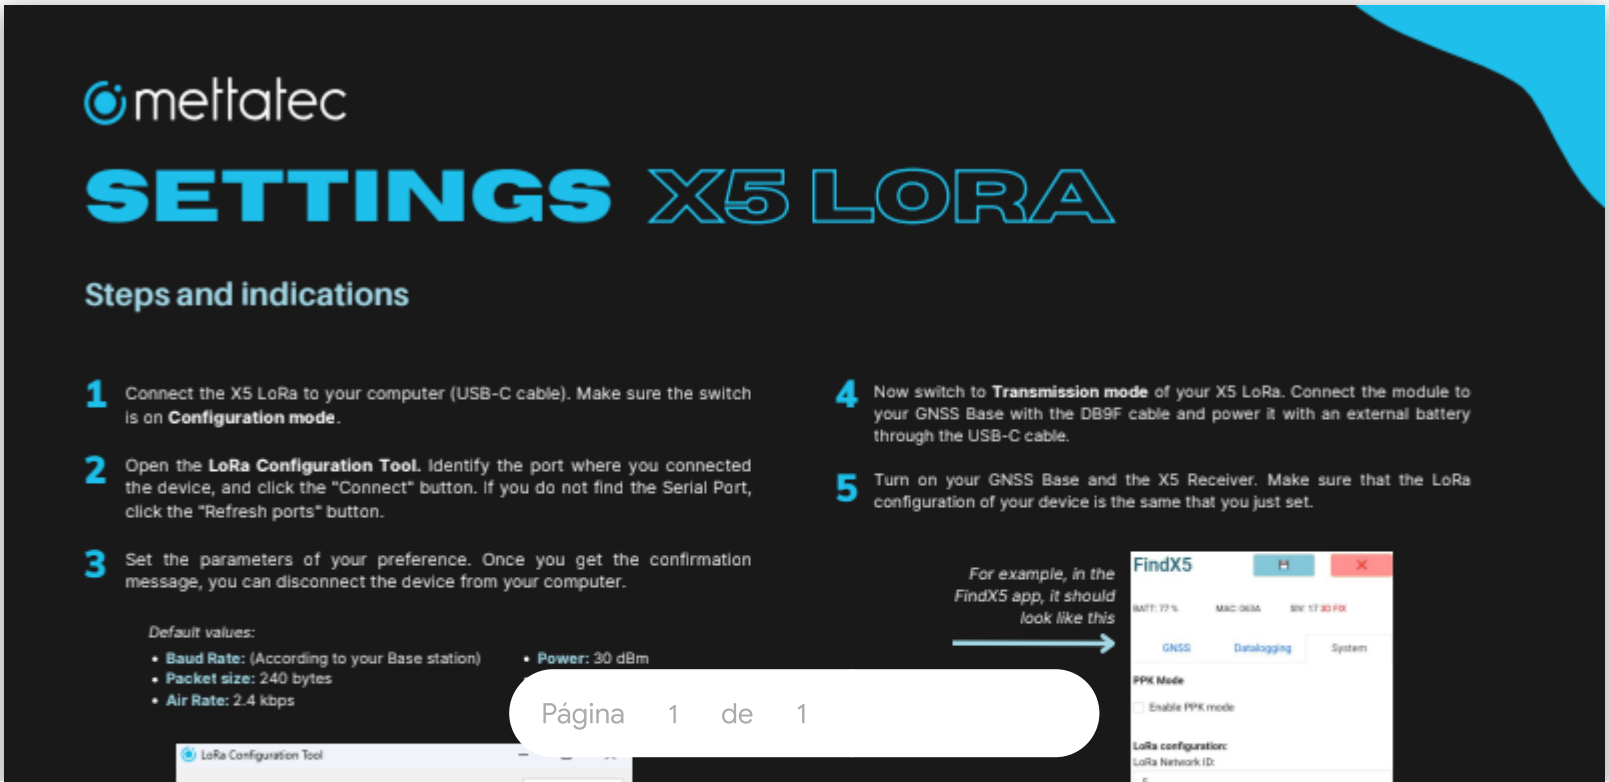 mettatec
SETTINGS X5 LORA
Steps and indications
1 Connect the X5 LoRa to your computer (USB-C cable). Make sure the switch
is on Configuration mode.
2 Open the LoRa Configuration Tool. Identify the port where you connected
the device, and click the "Connect" button. If you do not find the Serial Port,
click the "Refresh ports" button.
3 Set the parameters of your preference. Once you get the confirmation
message, you can disconnect the device from your computer.
Default values:
• Baud Rate: (According to your Base station)
• Packet size: 240 bytes
• Air Rate: 2.4 kbps
• Power: 30 dBm
LoRa Configuration Tool
4 Now switch to Transmission mode of your X5 LoRa. Connect the module to
your GNSS Base with the DB9F cable and power it with an external battery
through the USB-C cable.
5 Turn on your GNSS Base and the X5 Receiver. Make sure that the LoRa
configuration of your device is the same that you just set.
For example, in the
FindX5 app, it should
look like this
FindX5
BATT: 77 % MAC: 063A SIV: 17 3D FIX
GNSS Datalogging System
PPK Mode
Enable PPK mode
LoRa configuration:
LoRa Network ID:
Página 1 de 1